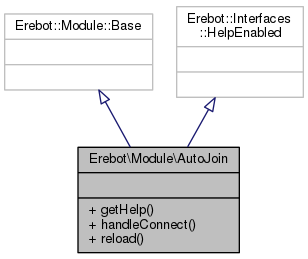 Erebot::Module::Base
Erebot::Interfaces
::HelpEnabled
Erebot\Module\AutoJoin
+ getHelp()
+ handleConnect()
+ reload()